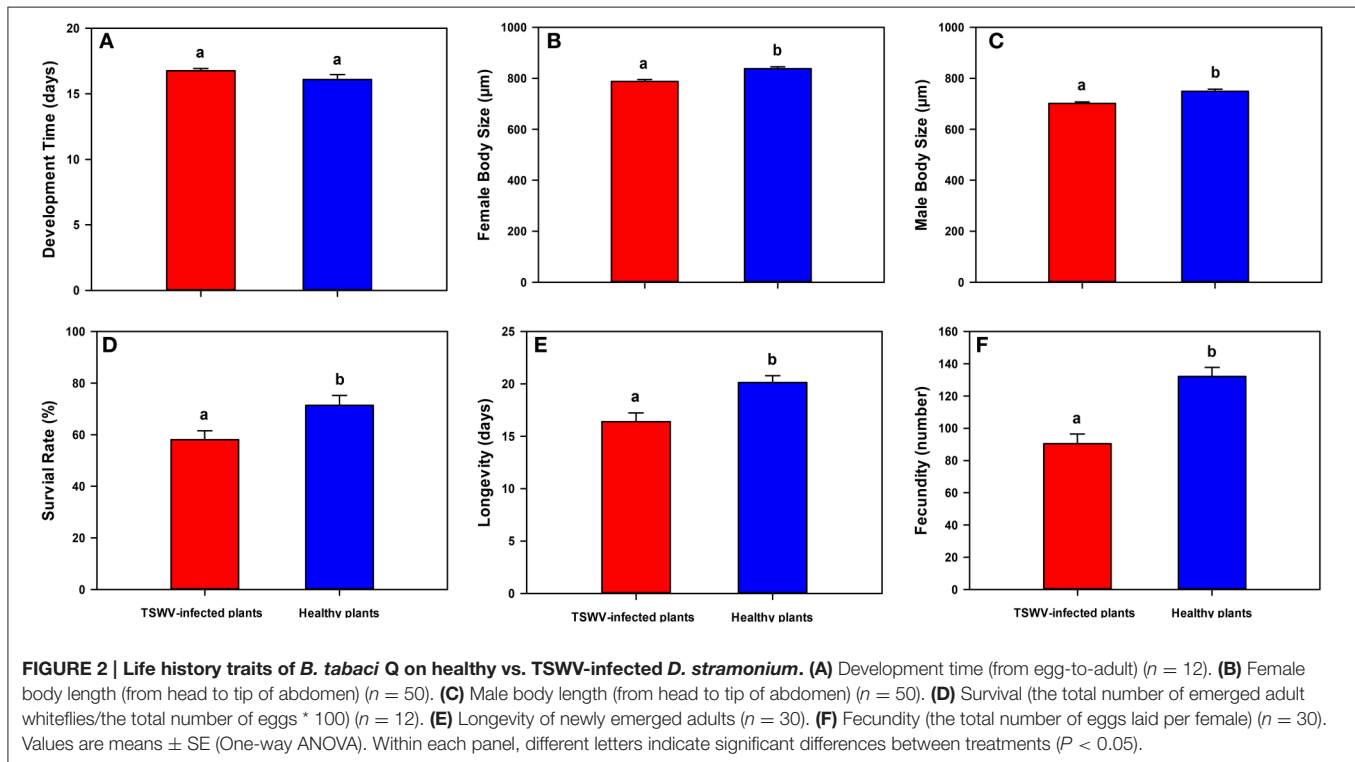 A
Development Time (days)
20
15
10
5
0
a
a
B
Female Body Size (µm)
1000
800
600
400
200
0
a
b
C
Male Body Size (µm)
1000
800
600
400
200
0
a
b
D
Survial Rate (%)
100
80
60
40
20
0
a
b
TSWV-infected plants
Healthy plants
E
Longevity (days)
25
20
15
10
5
0
a
b
TSWV-infected plants
Healthy plants
F
Fecundity (number)
160
140
120
100
80
60
40
20
0
a
b
TSWV-infected plants
Healthy plants
FIGURE 2 | Life history traits of B. tabaci Q on healthy vs. TSWV-infected D. stramonium. (A) Development time (from egg-to-adult) (n = 12). (B) Female
body length (from head to tip of abdomen) (n = 50). (C) Male body length (from head to tip of abdomen) (n = 50). (D) Survival (the total number of emerged adult
whiteflies/the total number of eggs * 100) (n = 12). (E) Longevity of newly emerged adults (n = 30). (F) Fecundity (the total number of eggs laid per female) (n = 30).
Values are means ± SE (One-way ANOVA). Within each panel, different letters indicate significant differences between treatments (P < 0.05).